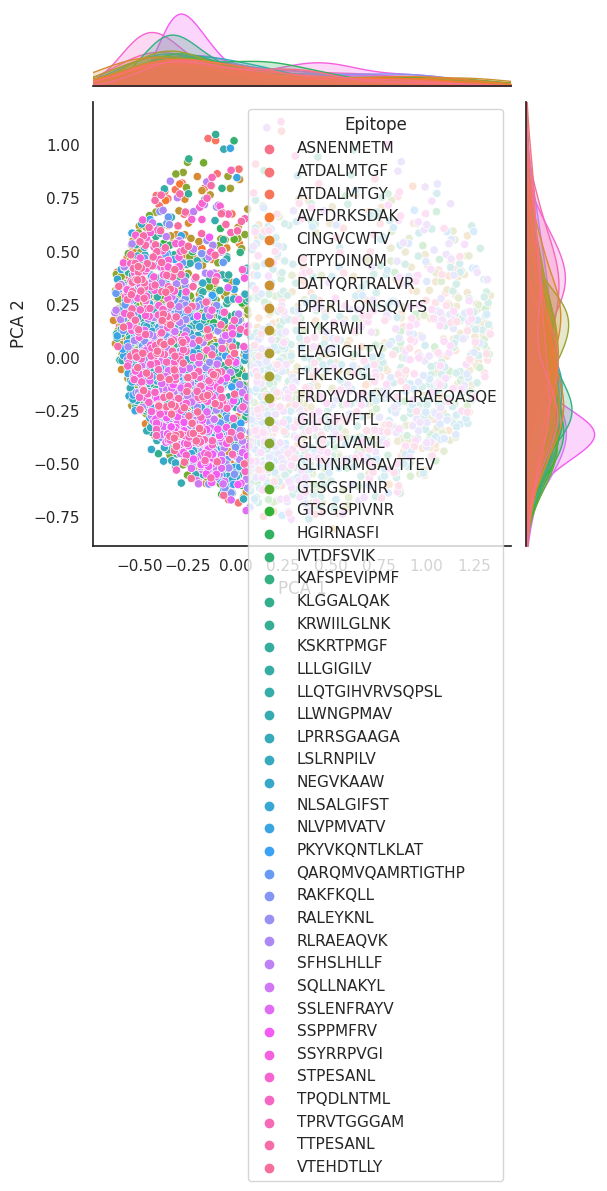 Epitope
ASNENMETM
ATDALMTGF
ATDALMTGY
AVFDRKSDAK
CINGVCWTV
CTPYDINQM
DATYQRTRALVR
DPFRLLQNSQVFS
EIYKRWII
ELAGIGILTV
FLKEKGGL
FRDYVDRFYKTLRAEQASQE
GILGFVFTL
GLCTLVAML
GLIYNRMGAVTTEV
GTSGSPIINR
GTSGSPIVNR
HGIRNASFI
IVTDFSVIK
KAFSPEVIPMF
KLGGALQAK
KRWIILGLNK
KSKRTPMGF
LLLGIGILV
LLQTGIHVRVSQPSL
LLWNGPMAV
LPRRSGAAGA
LSLRNPILV
NEGVKAAW
NLSALGIFST
NLVPMVATV
PKYVKQNTLKLAT
QARQMVQAMRTIGTHP
RAKFKQLL
RALEYKNL
RLRAEAQVK
SFHSLHLLF
SQLLNAKYL
SSLENFRAYV
SSPPMFRV
SSYRRPVGI
STPESANL
TPQDLNTML
TPRVTGGGAM
TTPESANL
VTEHDTLLY
PCA 2
1.00
0.75
0.50
0.25
0.00
−0.25
−0.50
−0.75
−0.50 −0.25 0.00 0.25 0.50 0.75 1.00 1.25
PCA 1